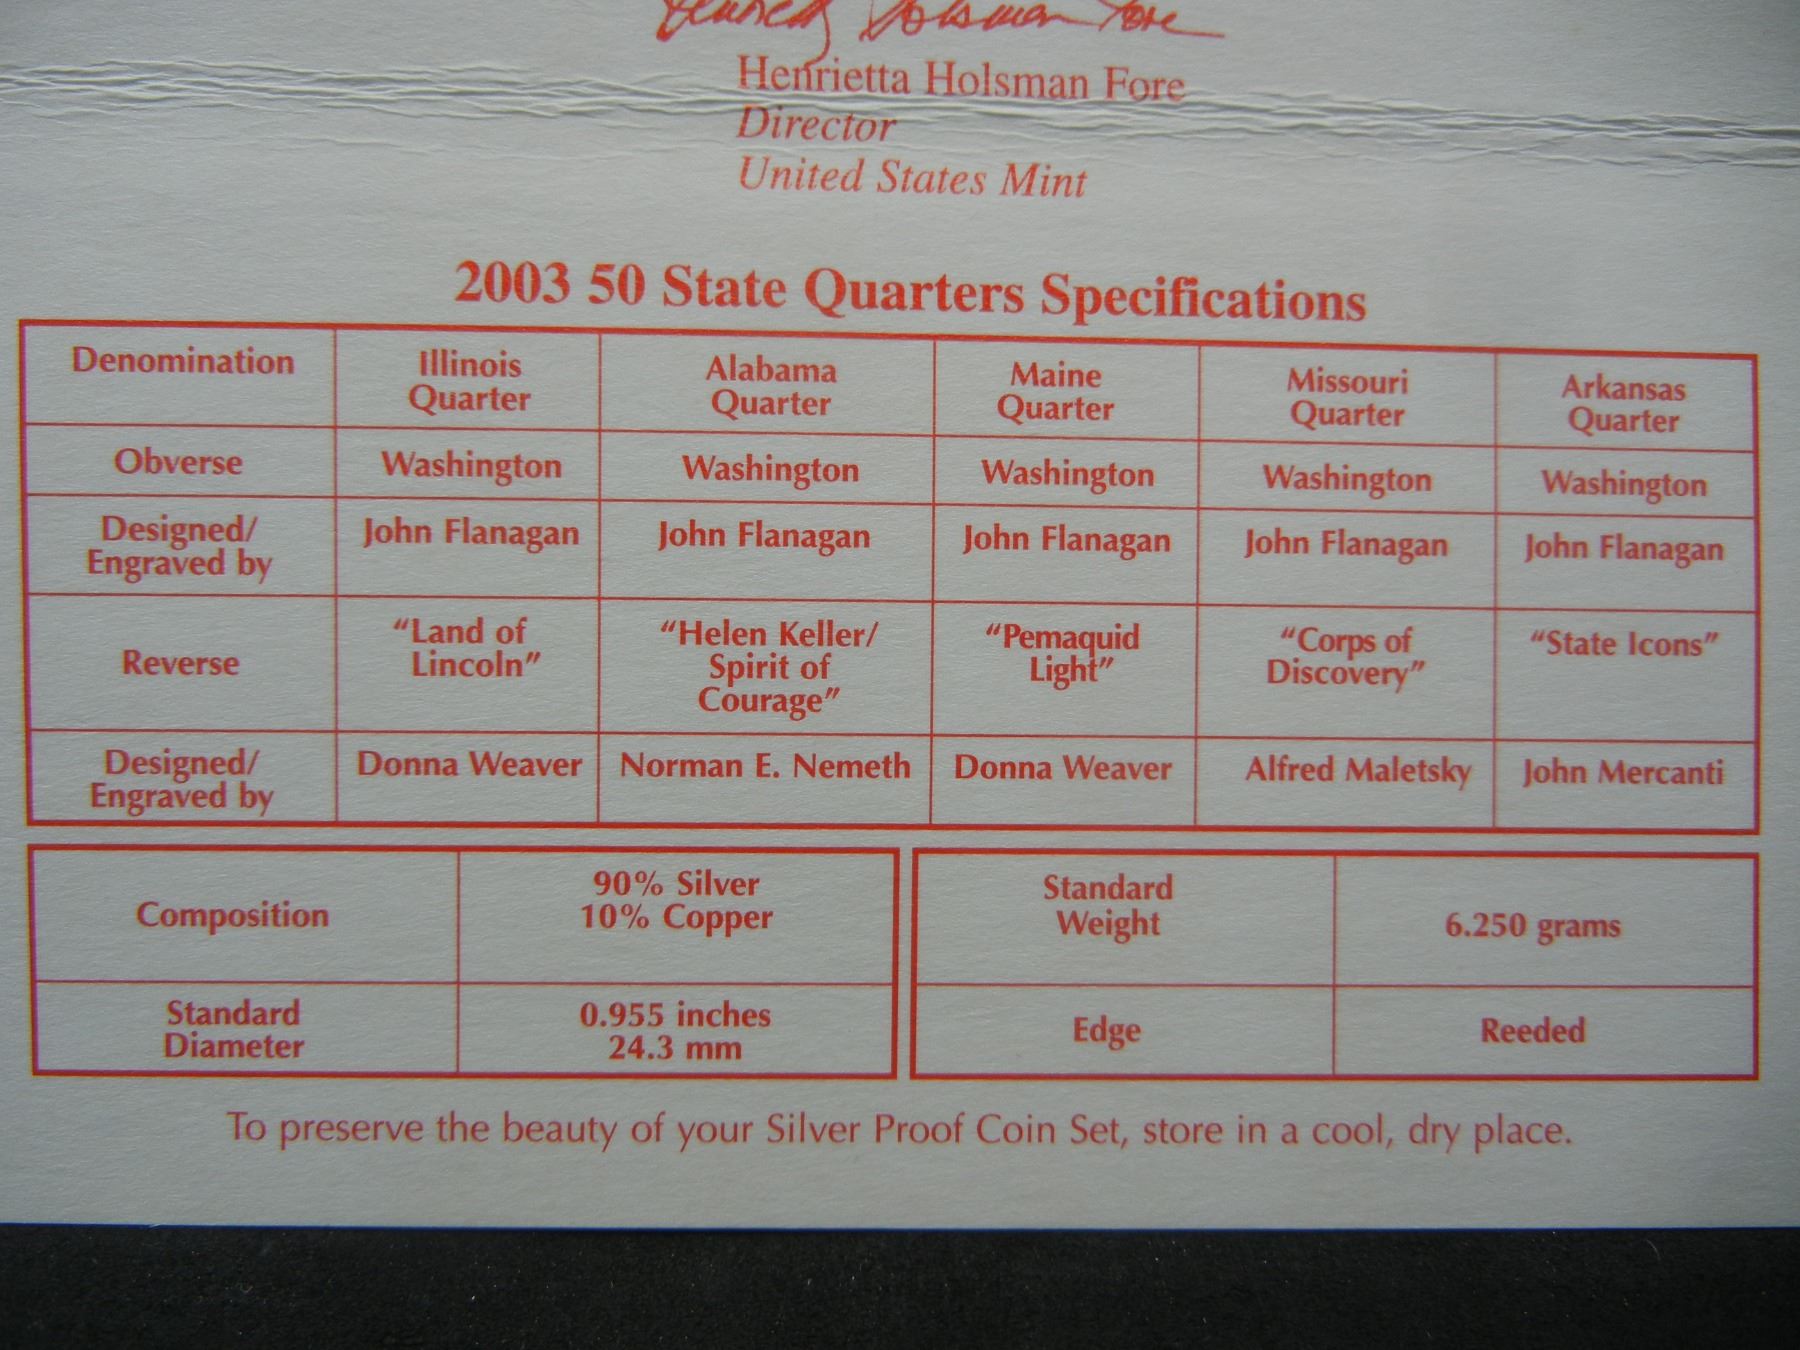 Henrietta Holsman Fore
Henrietta Holsman Fore
Director
United States Mint
2003 50 State Quarters Specifications
Denomination Illinois Quarter Alabama Quarter Maine Quarter Missouri Quarter Arkansas Quarter
Obverse Washington Washington Washington Washington Washington
Designed/ Engraved by John Flanagan John Flanagan John Flanagan John Flanagan John Flanagan
Reverse “Land of Lincoln” “Helen Keller/ Spirit of Courage” “Pemaquid Light” “Corps of Discovery” “State Icons”
Designed/ Engraved by Donna Weaver Norman E. Nemeth Donna Weaver Alfred Maletsky John Mercanti
Composition 90% Silver 10% Copper Standard Weight 6.250 grams
Standard Diameter 0.955 inches 24.3 mm Edge Reeded
To preserve the beauty of your Silver Proof Coin Set, store in a cool, dry place.